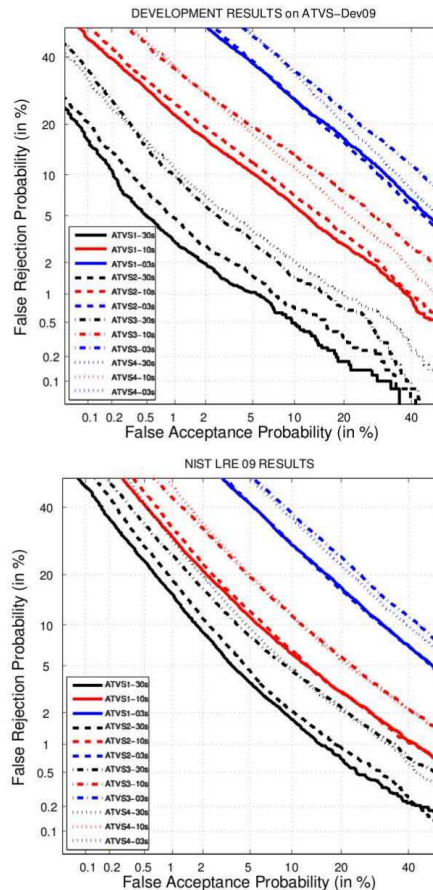 DEVELOPMENT RESULTS on ATVS-Dev09
False Rejection Probability (in %)
40
20
10
5
2
1
0.5
0.2
0.1
ATVS1-30s
ATVS1-10s
ATVS1-03s
ATVS2-30s
ATVS2-10s
ATVS2-03s
ATVS3-30s
ATVS3-10s
ATVS3-03s
ATVS4-30s
ATVS4-10s
ATVS4-03s
0.1 0.2 0.5 1 2 5 10 20 40
False Acceptance Probability (in %)
NIST LRE 09 RESULTS
False Rejection Probability (in %)
40
20
10
5
2
1
0.5
0.2
0.1
ATVS1-30s
ATVS1-10s
ATVS1-03s
ATVS2-30s
ATVS2-10s
ATVS2-03s
ATVS3-30s
ATVS3-10s
ATVS3-03s
ATVS4-30s
ATVS4-10s
ATVS4-03s
0.1 0.2 0.5 1 2 5 10 20 40
False Acceptance Probability (in %)